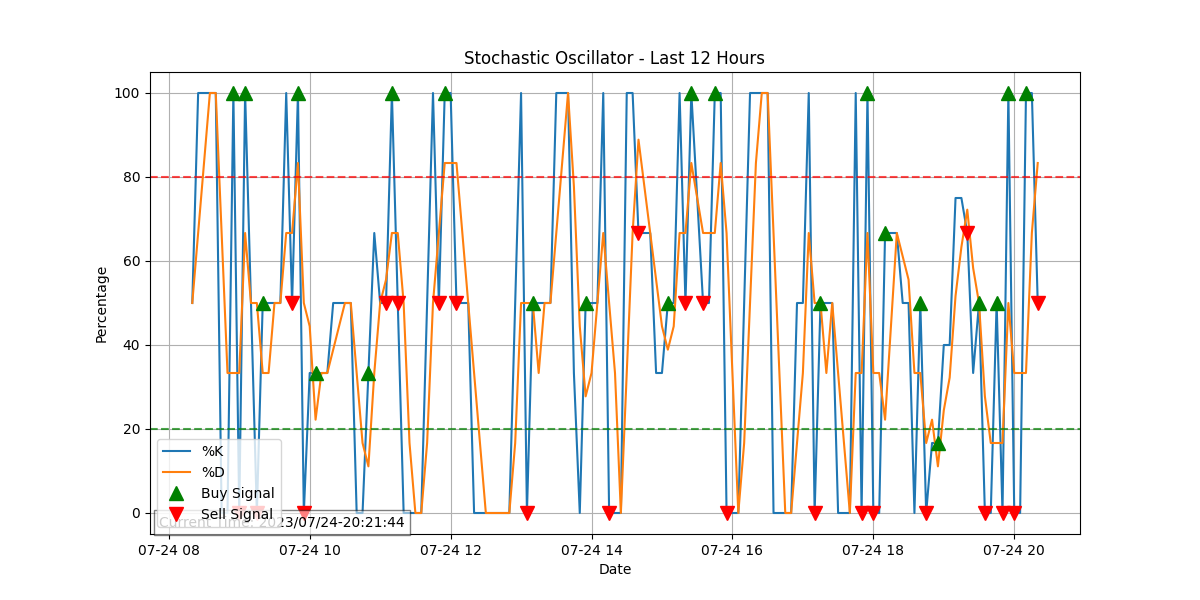 Stochastic Oscillator - Last 12 Hours
Percentage
100
80
60
40
20
0
%K
%D
Buy Signal
Sell Signal
Current Time: 2023/07/24-20:21:44
07-24 08
07-24 10
07-24 12
07-24 14
07-24 16
07-24 18
07-24 20
Date